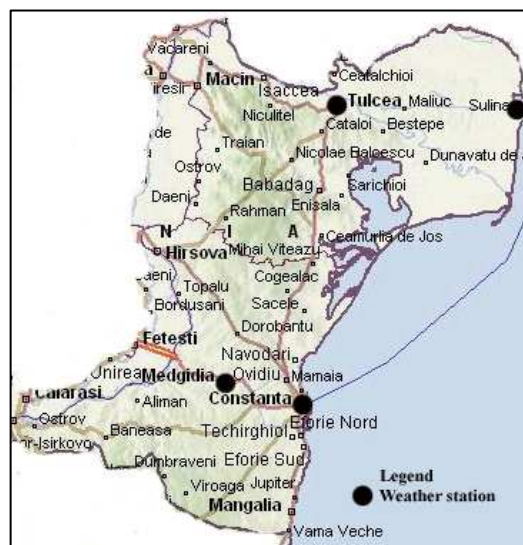 Vacareni
Ceatalchioi
Macin
Isaccea
Tulcea
Maliuc
Sulina
Niculitel
Cataloi
Bestepe
Traian
Nicolae Balcescu
Dunavatu de
Ostrov
Babadag
Sarichioi
Daeni
Enisala
Rahman
N I A
Ceamurlia de Jos
Hirsova
Mihai Viteazu
Cogealac
Topalu
Bordusani
Sacele
Dorobantu
Fetesti
Navodari
Unirea
Medgidia
Ovidiu
Mamaia
Calarasi
Aliman
Constanta
Ostrov
Baneasa
Techirghiol
Eforie Nord
or-Isirkovo
Eforie Sud
Dumbraveni
Viroaga
Jupiter
Mangalia
Vama Veche
Legend
Weather station